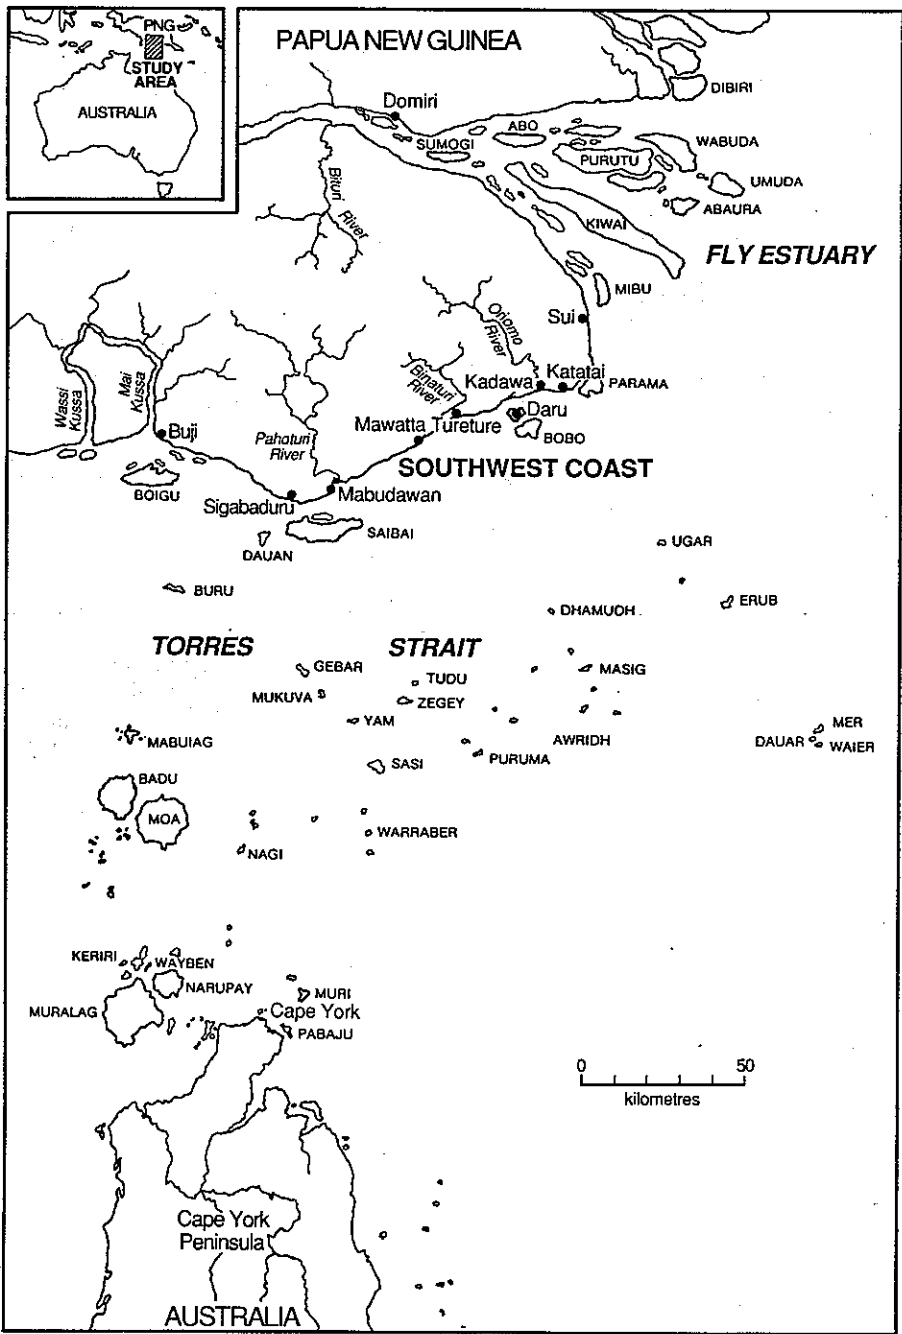 PNG
STUDY
AREA
AUSTRALIA
PAPUA NEW GUINEA
DIBIRI
Domiri
ABO
SUMOGI
WABUDA
PURUTU
UMUDA
ABAURA
KIWAI
Bituri
River
FLY ESTUARY
MIBU
Sui
Oriomo
River
Binaturi
River
Kadawa
Katatai
PARAMA
Wassi
Kussa
Mai
Kussa
Daru
Mawatta
Tureture
BOBO
Buji
Pahoturi
River
SOUTHWEST COAST
BOIGU
Sigabaduru
Mabudawan
SAIBAI
DAUAN
UGAR
BURU
ERUB
DHAMUDH
TORRES
STRAIT
GEBAR
MASIG
TUDU
MUKUVA
ZEGEY
YAM
MER
MABUIAG
AWRIDH
DAUAR
WAIER
PURUMA
SASI
BADU
MOA
WARRABER
NAGI
KERIRI
WAYBEN
NARUPAY
MURI
MURALAG
Cape York
PABAJU
0
50
kilometres
Cape York
Peninsula
AUSTRALIA